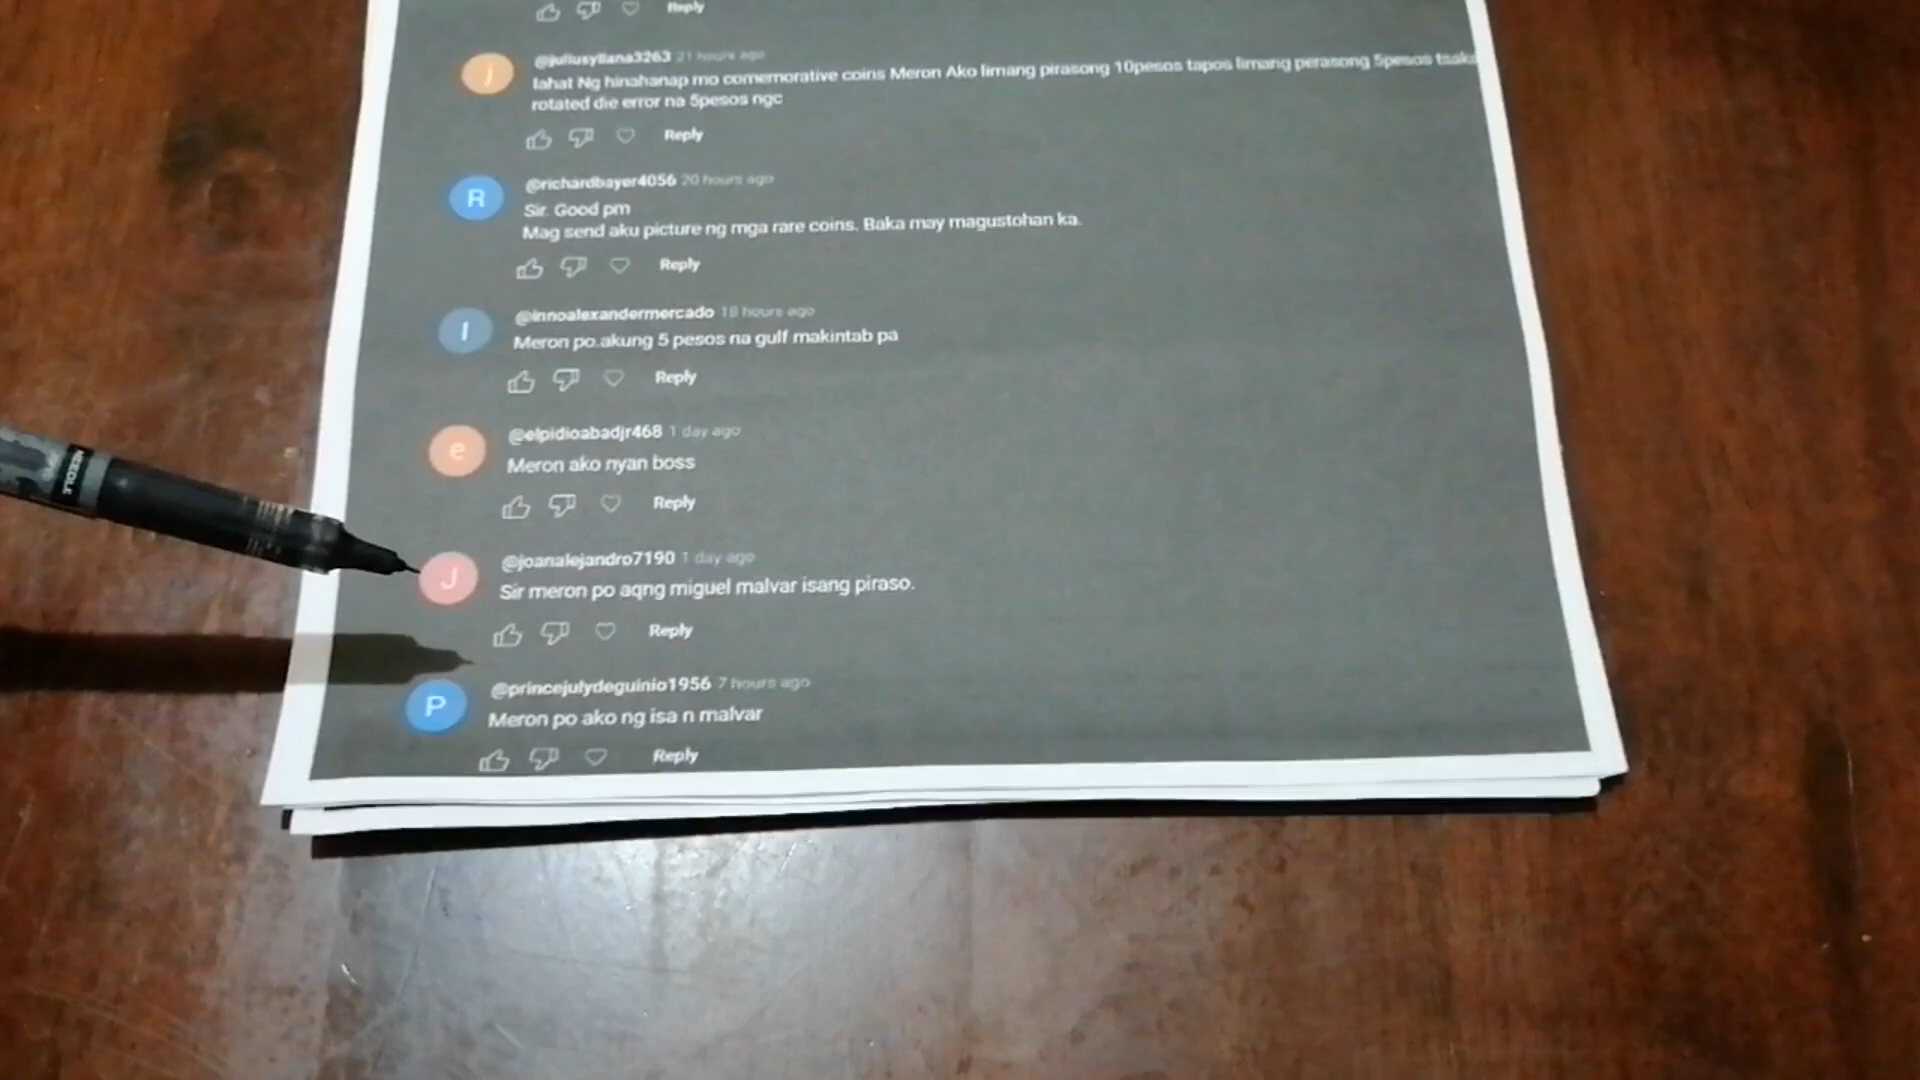 Reply
@juliusyllana3263 21 hours ago
lahat Ng hinahanap mo comemorative coins Meron Ako limang pirasong 10pesos tapos limang perasong 5pesos
rotated die error na 5pesos ngc
Reply
R
@richardbayer4056 20 hours ago
Sir. Good pm
Mag send aku picture ng mga rare coins. Baka may magustohan ka.
Reply
I
@innoalexandermercado 18 hours ago
Meron po.akung 5 pesos na gulf makintab pa
Reply
e
@elpidioabadjr468 1 day ago
Meron ako nyan boss
Reply
NEEDLE
J
@joanalejandro7190 1 day ago
Sir meron po aqng miguel malvar isang piraso.
Reply
P
@princejulydeguinio1956 7 hours ago
Meron po ako ng isa n malvar
Reply